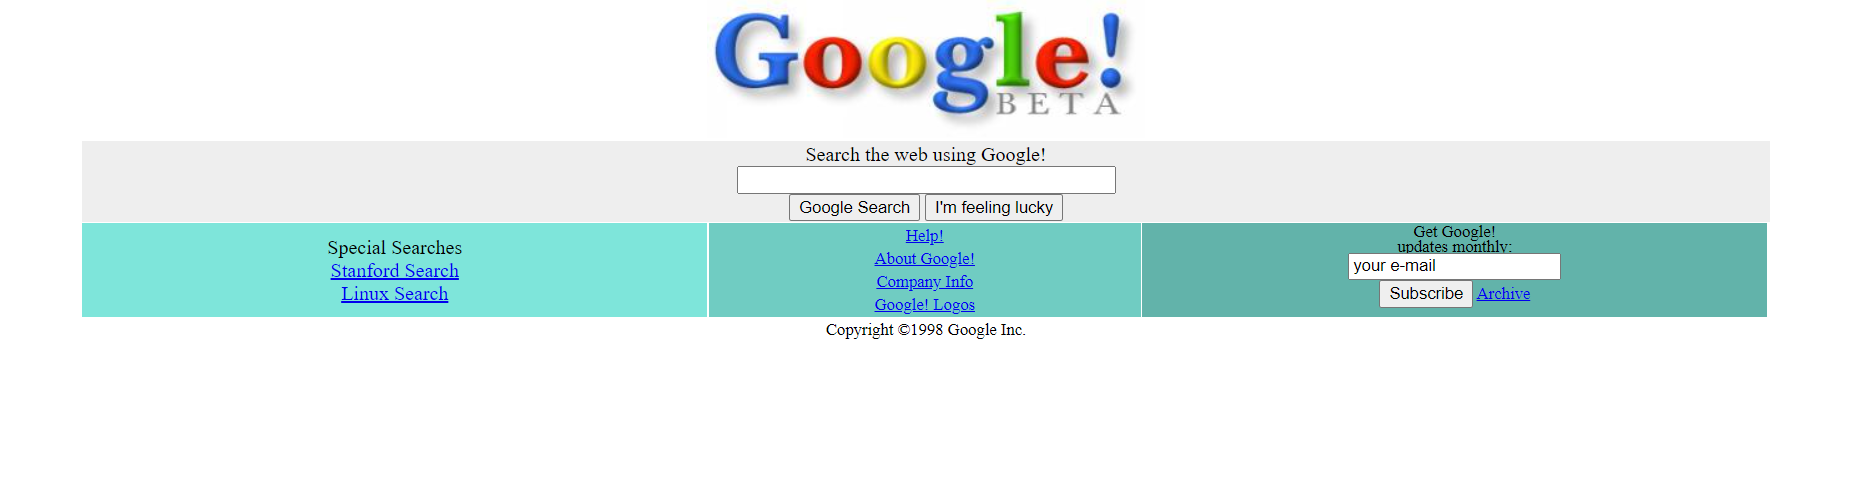 Google!
BETA
Search the web using Google!
Google Search I'm feeling lucky
Special Searches
Stanford Search
Linux Search
Help!
About Google!
Company Info
Google! Logos
Get Google!
updates monthly:
your e-mail
Subscribe Archive
Copyright ©1998 Google Inc.